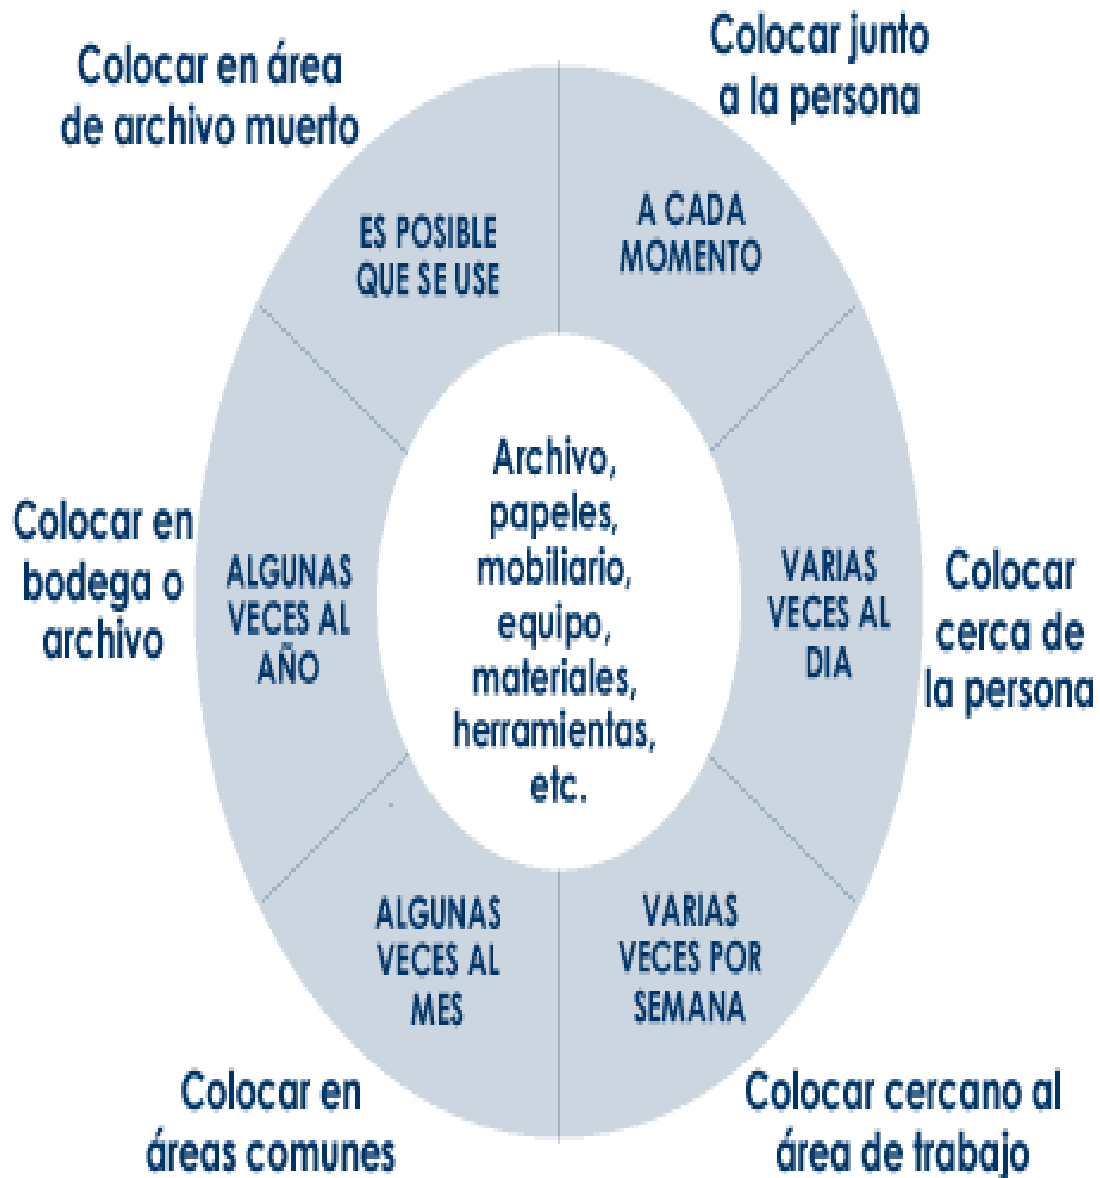 Colocar en área
de archivo muerto
Colocar junto
a la persona
ES POSIBLE
QUE SE USE
A CADA
MOMENTO
Colocar en
bodega o
archivo
ALGUNAS
VECES AL
AÑO
Archivo,
papeles,
mobiliario,
equipo,
materiales,
herramientas,
etc.
VARIAS
VECES AL
DIA
Colocar
cerca de
la persona
ALGUNAS
VECES AL
MES
VARIAS
VECES POR
SEMANA
Colocar en
áreas comunes
Colocar cercano al
área de trabajo